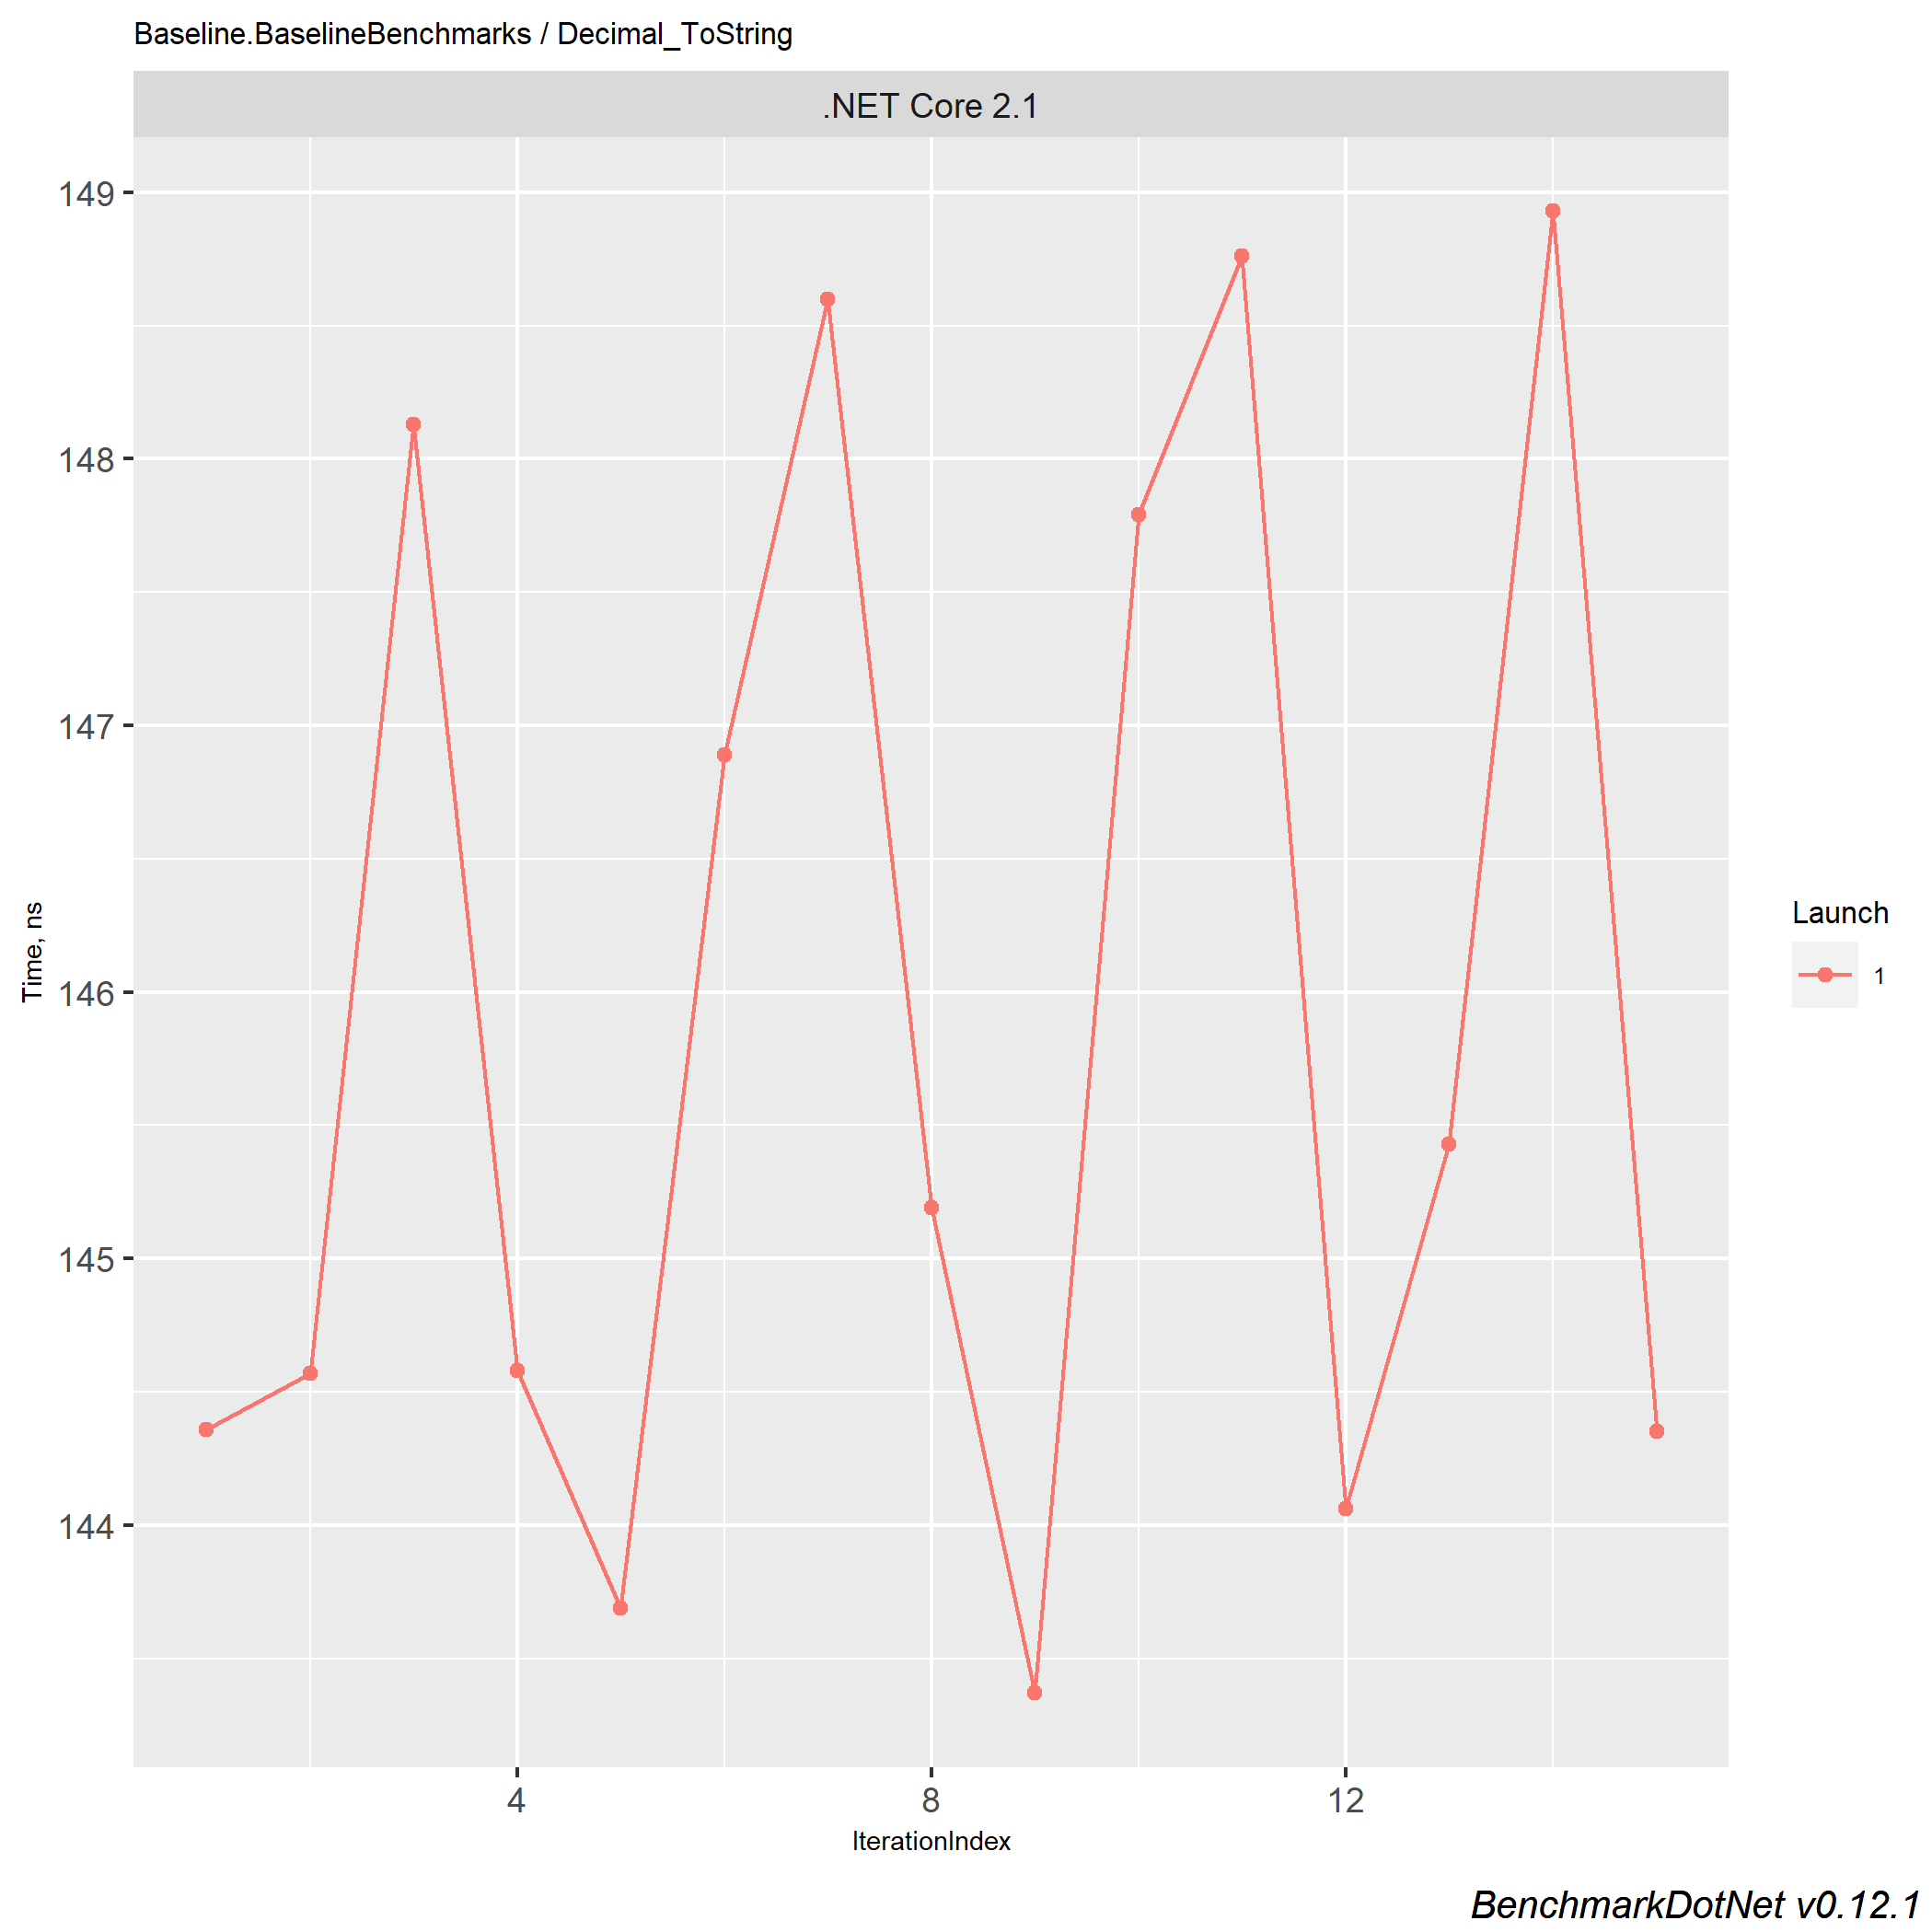 Baseline.BaselineBenchmarks / Decimal_ToString
.NET Core 2.1
149
148
147
146
145
144
Time, ns
4
8
12
IterationIndex
Launch
1
BenchmarkDotNet v0.12.1